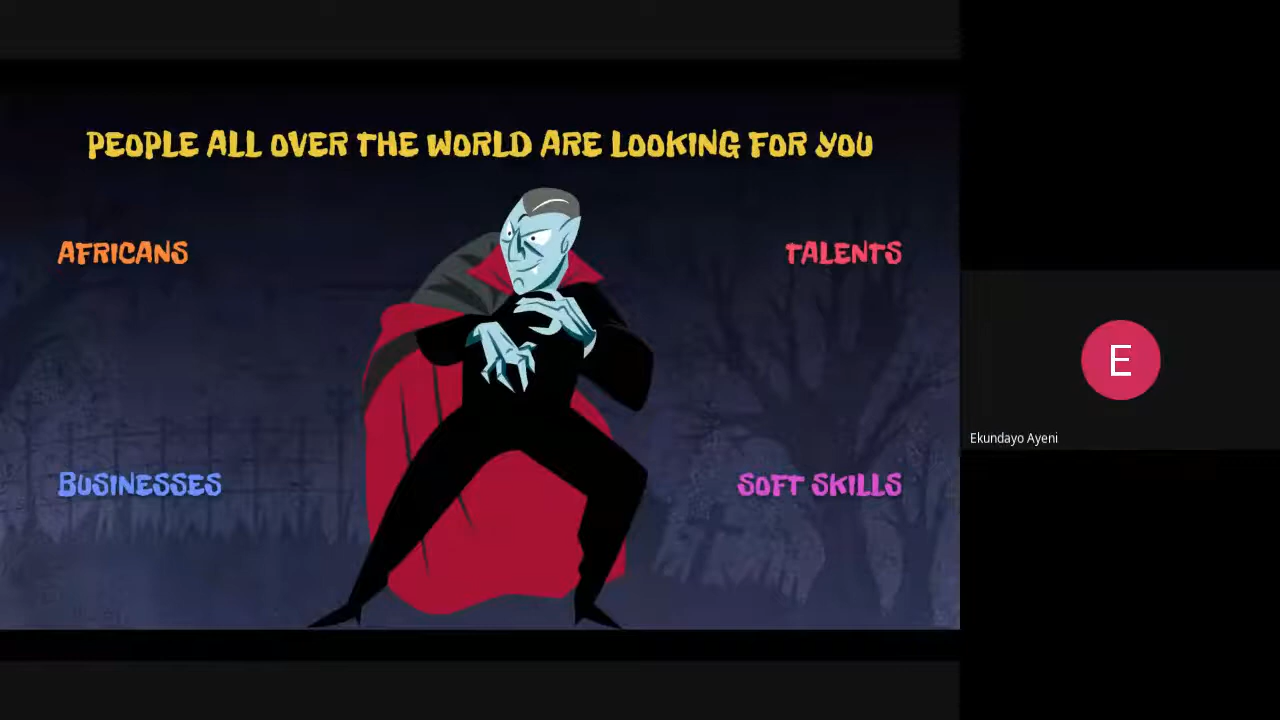 PEOPLE ALL OVER THE WORLD ARE LOOKING FOR YOU
AFRICANS
TALENTS
BUSINESSES
SOFT SKILLS
E
Ekundayo Ayeni